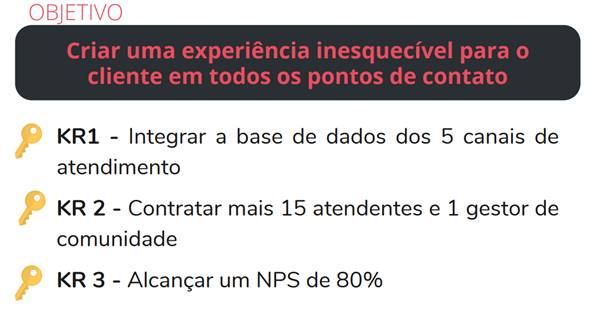 OBJETIVO
Criar uma experiência inesquecível para o
cliente em todos os pontos de contato
KR1 - Integrar a base de dados dos 5 canais de
atendimento
KR 2 - Contratar mais 15 atendentes e 1 gestor de
comunidade
KR 3 - Alcançar um NPS de 80%